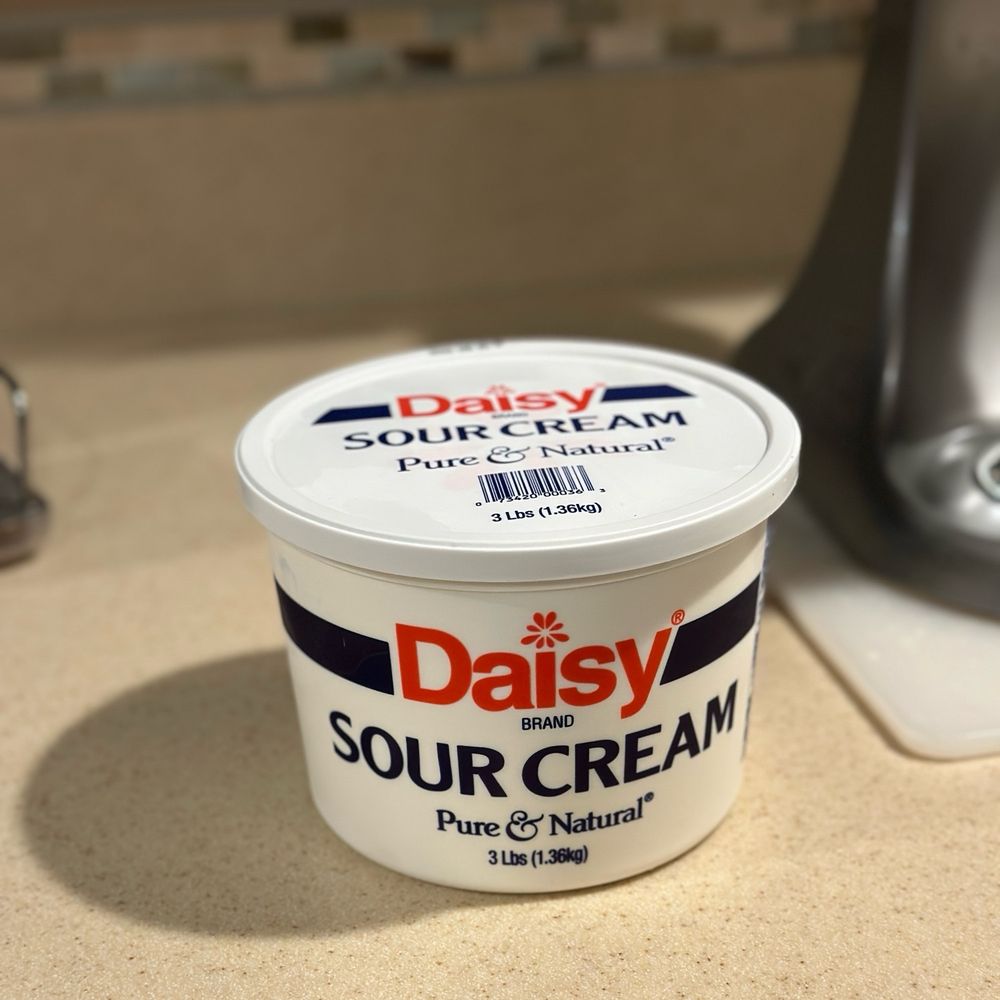 Daisy
BRAND
SOUR CREAM
Pure & Natural®
3 Lbs (1.36kg)
Daisy®
BRAND
SOUR CREAM
Pure & Natural®
3 Lbs (1.36kg)